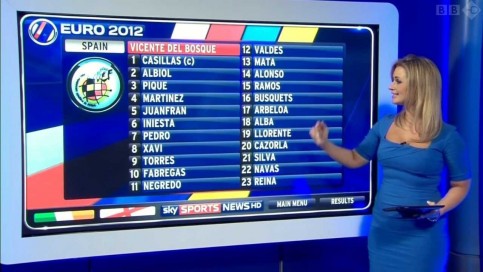 BBC
EURO 2012
SPAIN
VICENTE DEL BOSQUE
1 CASILLAS (c)
2 ALBIOL
3 PIQUE
4 MARTINEZ
5 JUANFRAN
6 INIESTA
7 PEDRO
8 XAVI
9 TORRES
10 FABREGAS
11 NEGREDO
12 VALDES
13 MATA
14 ALONSO
15 RAMOS
16 BUSQUETS
17 ARBELOA
18 ALBA
19 LLORENTE
20 CAZORLA
21 SILVA
22 NAVAS
23 REINA
sky SPORTS NEWS HD
MAIN MENU
RESULTS